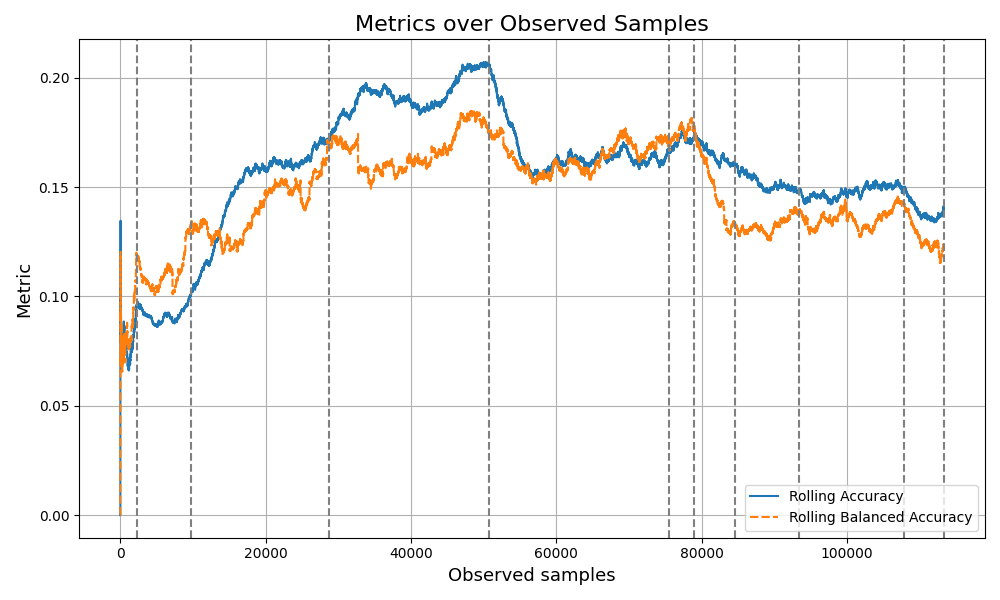 Metrics over Observed Samples
Metric
0.20
0.15
0.10
0.05
0.00
0 20000 40000 60000 80000 100000
Observed samples
Rolling Accuracy
Rolling Balanced Accuracy